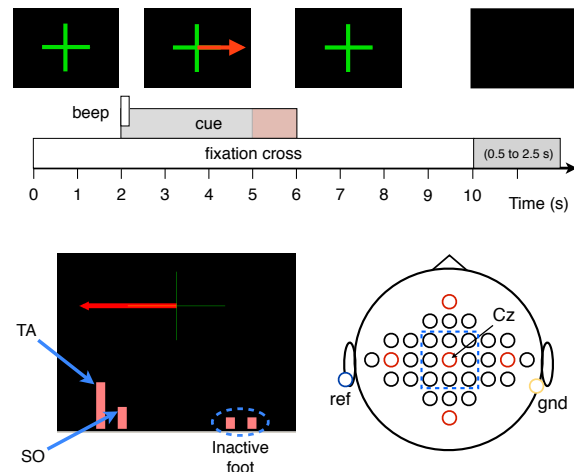 beep
cue
fixation cross
(0.5 to 2.5 s)
0 1 2 3 4 5 6 7 8 9 10
Time (s)
TA
SO
Inactive
foot
Cz
ref
gnd